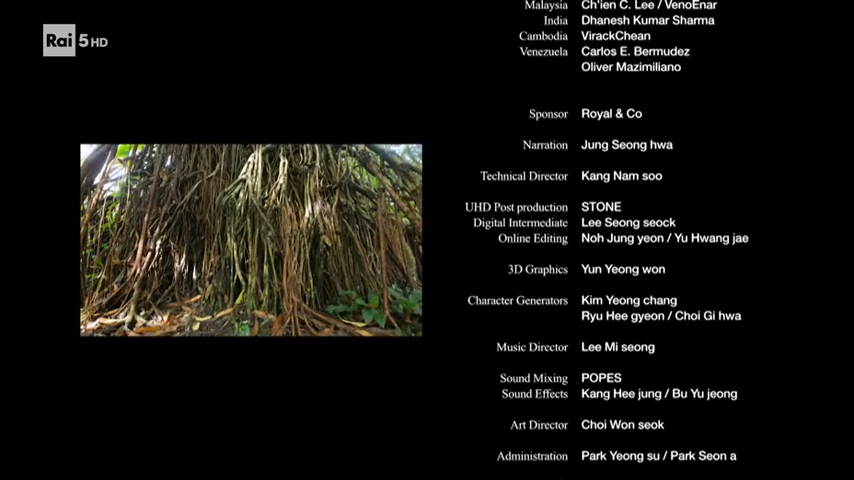 Rai 5 HD
Malaysia Ch'ien C. Lee / VenoEnar
India Dhanesh Kumar Sharma
Cambodia VirackChean
Venezuela Carlos E. Bermudez
Oliver Mazimiliano
Sponsor Royal & Co
Narration Jung Seong hwa
Technical Director Kang Nam soo
UHD Post production STONE
Digital Intermediate Lee Seong seock
Online Editing Noh Jung yeon / Yu Hwang jae
3D Graphics Yun Yeong won
Character Generators Kim Yeong chang
Ryu Hee gyeon / Choi Gi hwa
Music Director Lee Mi seong
Sound Mixing POPES
Sound Effects Kang Hee jung / Bu Yu jeong
Art Director Choi Won seok
Administration Park Yeong su / Park Seon a